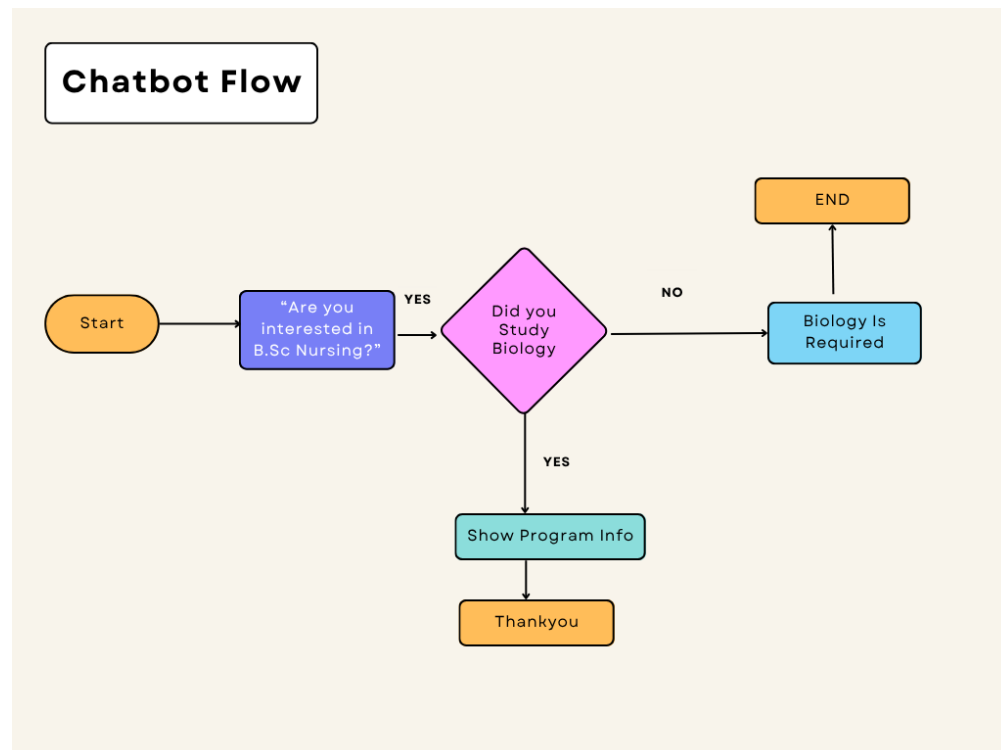 Chatbot Flow
END
Start
“Are you
interested in
B.Sc Nursing?”
YES
Did you
Study
Biology
NO
Biology Is
Required
YES
Show Program Info
Thankyou